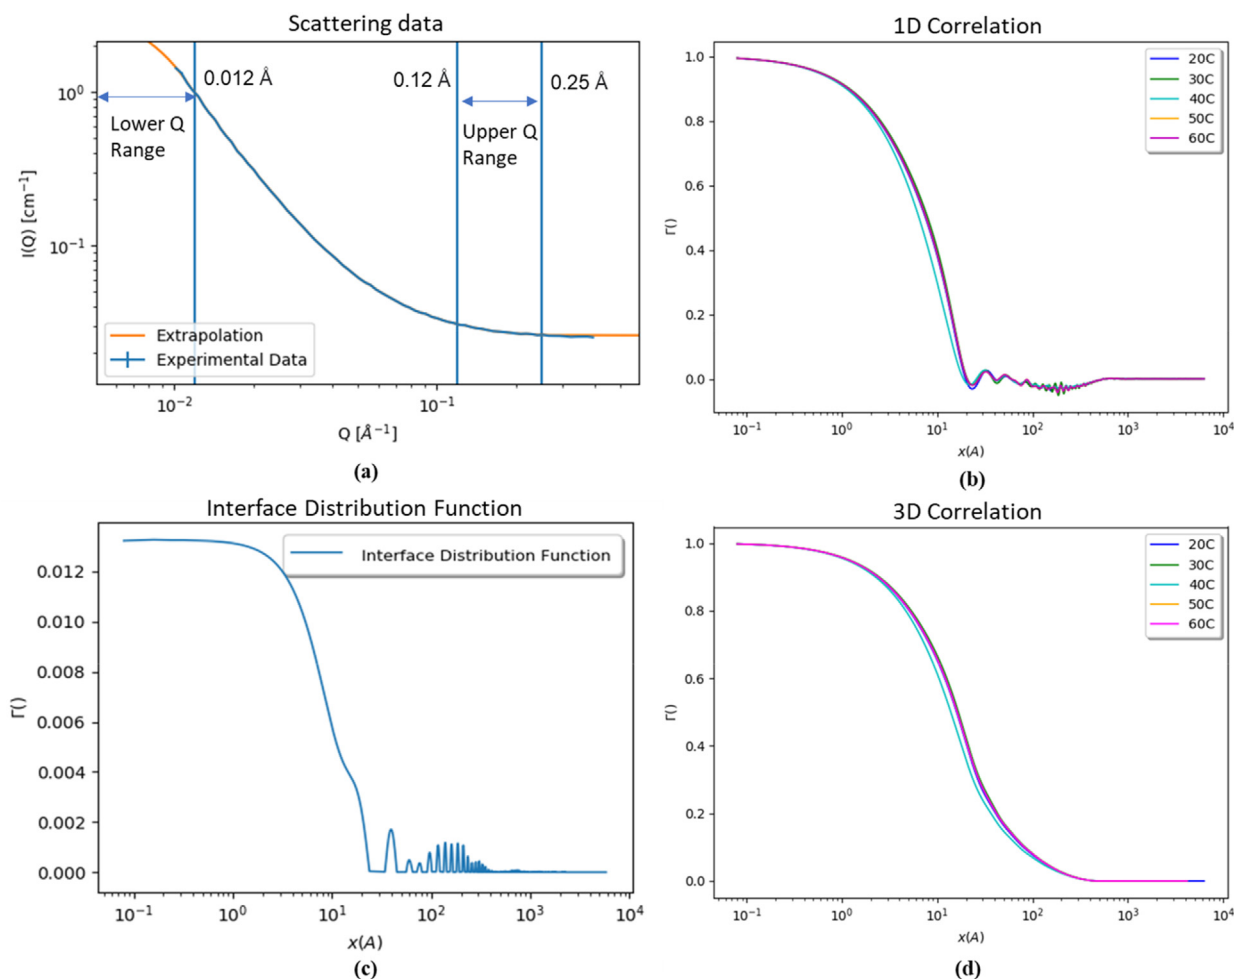 Scattering data
10⁰
10⁻¹
I(Q) [cm⁻¹]
0.012 Å
0.12 Å
0.25 Å
Lower Q
Range
Upper Q
Range
Extrapolation
Experimental Data
10⁻²
10⁻¹
Q [Å⁻¹]
(a)
1D Correlation
1.0
0.8
0.6
0.4
0.2
0.0
Γ()
20C
30C
40C
50C
60C
10⁻¹
10⁰
10¹
10²
10³
10⁴
x(A)
(b)
Interface Distribution Function
0.012
0.010
0.008
0.006
0.004
0.002
0.000
Γ()
Interface Distribution Function
10⁻¹
10⁰
10¹
10²
10³
10⁴
x(A)
(c)
3D Correlation
1.0
0.8
0.6
0.4
0.2
0.0
Γ()
20C
30C
40C
50C
60C
10⁻¹
10⁰
10¹
10²
10³
10⁴
x(A)
(d)